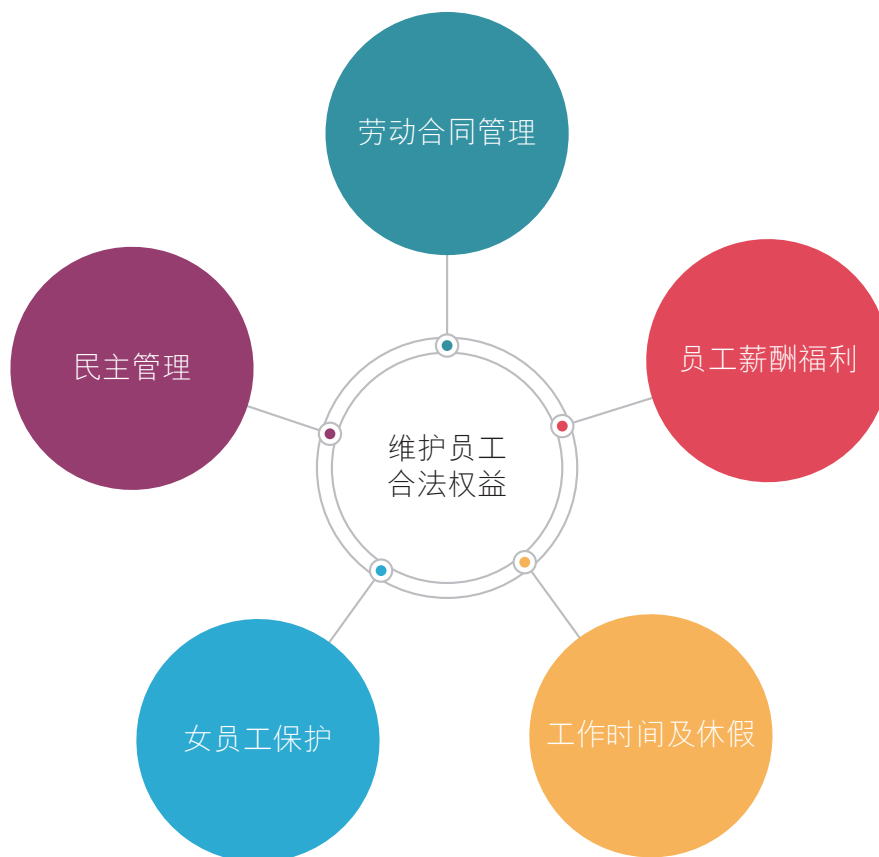 劳动合同管理
民主管理
员工薪酬福利
维护员工
合法权益
女员工保护
工作时间及休假